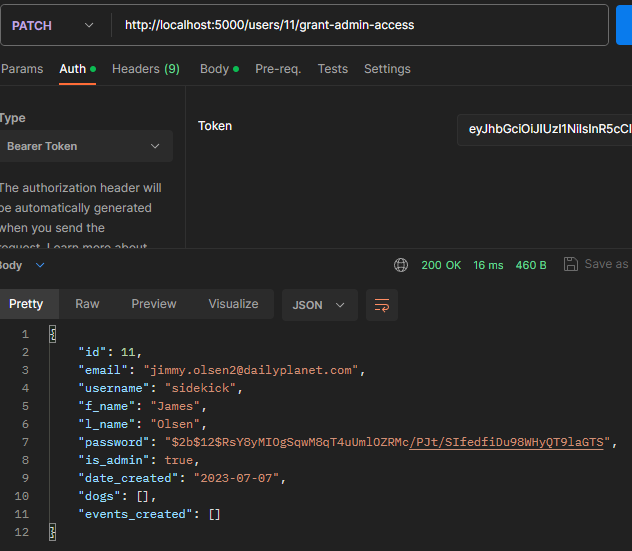 PATCH http://localhost:5000/users/11/grant-admin-access
Params Auth Headers (9) Body Pre-req. Tests Settings
Type
Bearer Token
The authorization header will
be automatically generated
when you send the
request. Learn more about
Token eyJhbGciOiJIUzI1NiIsInR5cCI
Body 200 OK 16 ms 460 B Save as
Pretty Raw Preview Visualize JSON
1 {
2 "id": 11,
3 "email": "jimmy.olsen2@dailyplanet.com",
4 "username": "sidekick",
5 "f_name": "James",
6 "l_name": "Olsen",
7 "password": "$2b$12$RsY8yMIOgSqwM8qT4uUmlOZRMc/PJt/SIfedfiDu98WHyQT9laGTS",
8 "is_admin": true,
9 "date_created": "2023-07-07",
10 "dogs": [],
11 "events_created": []
12 }